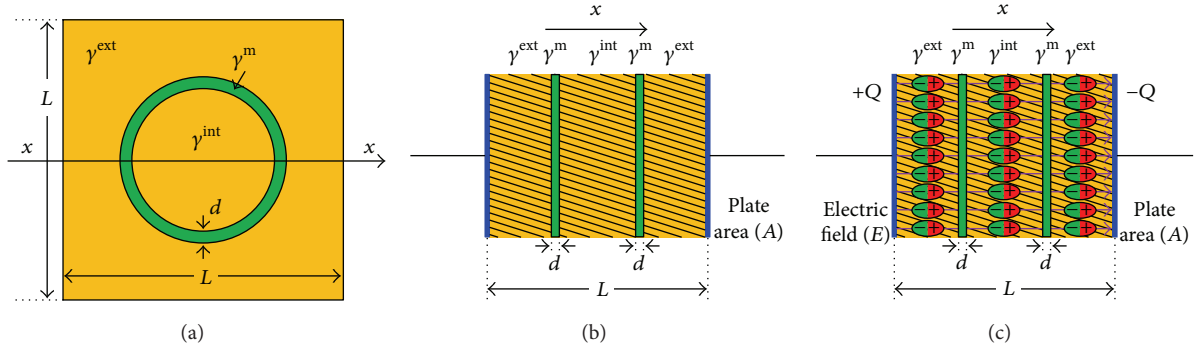 γ^ext
γ^m
L
γ^int
x
x
d
L
(a)
x
γ^ext γ^m γ^int γ^m γ^ext
Plate
area (A)
d
d
L
(b)
x
γ^ext γ^m γ^int γ^m γ^ext
+Q
−Q
Electric
field (E)
Plate
area (A)
d
d
L
(c)